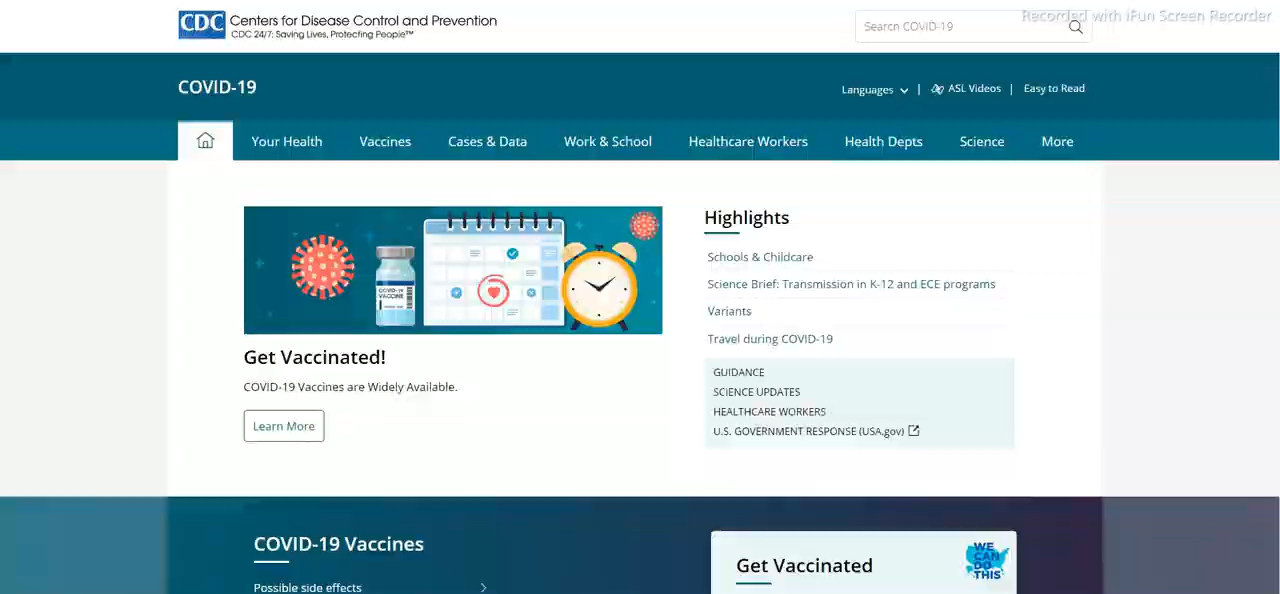 CDC Centers for Disease Control and Prevention
CDC 24/7: Saving Lives, Protecting People™
Search COVID-19
Recorded with iFun Screen Recorder
COVID-19
Languages | ASL Videos | Easy to Read
Your Health Vaccines Cases & Data Work & School Healthcare Workers Health Depts Science More
COVID-19
VACCINE
Get Vaccinated!
COVID-19 Vaccines are Widely Available.
Learn More
Highlights
Schools & Childcare
Science Brief: Transmission in K-12 and ECE programs
Variants
Travel during COVID-19
GUIDANCE
SCIENCE UPDATES
HEALTHCARE WORKERS
U.S. GOVERNMENT RESPONSE (USA.gov)
COVID-19 Vaccines
Possible side effects
Get Vaccinated
WE
CAN
DO
THIS